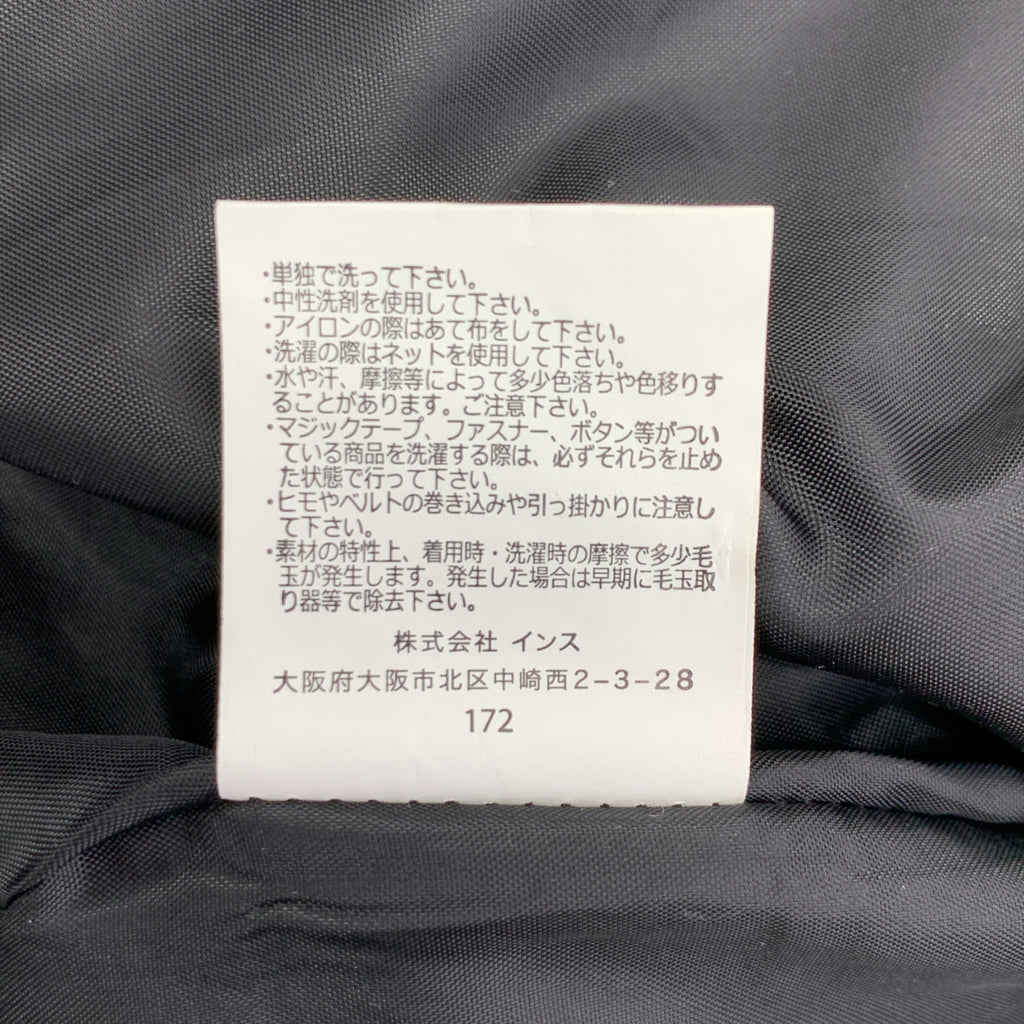 ・単独で洗って下さい。
・中性洗剤を使用して下さい。
・アイロンの際はあて布をして下さい。
・洗濯の際はネットを使用して下さい。
・水や汗、摩擦等によって多少色落ちや色移りす
ることがあります。ご注意下さい。
・マジックテープ、ファスナー、ボタン等がつい
ている商品を洗濯する際は、必ずそれらを止め
た状態で行って下さい。
・ヒモやベルトの巻き込みや引っ掛かりに注意し
て下さい。
・素材の特性上、着用時・洗濯時の摩擦で多少毛
玉が発生します。発生した場合は早期に毛玉取
り器等で除去下さい。
株式会社 インス
大阪府大阪市北区中崎西2-3-28
172